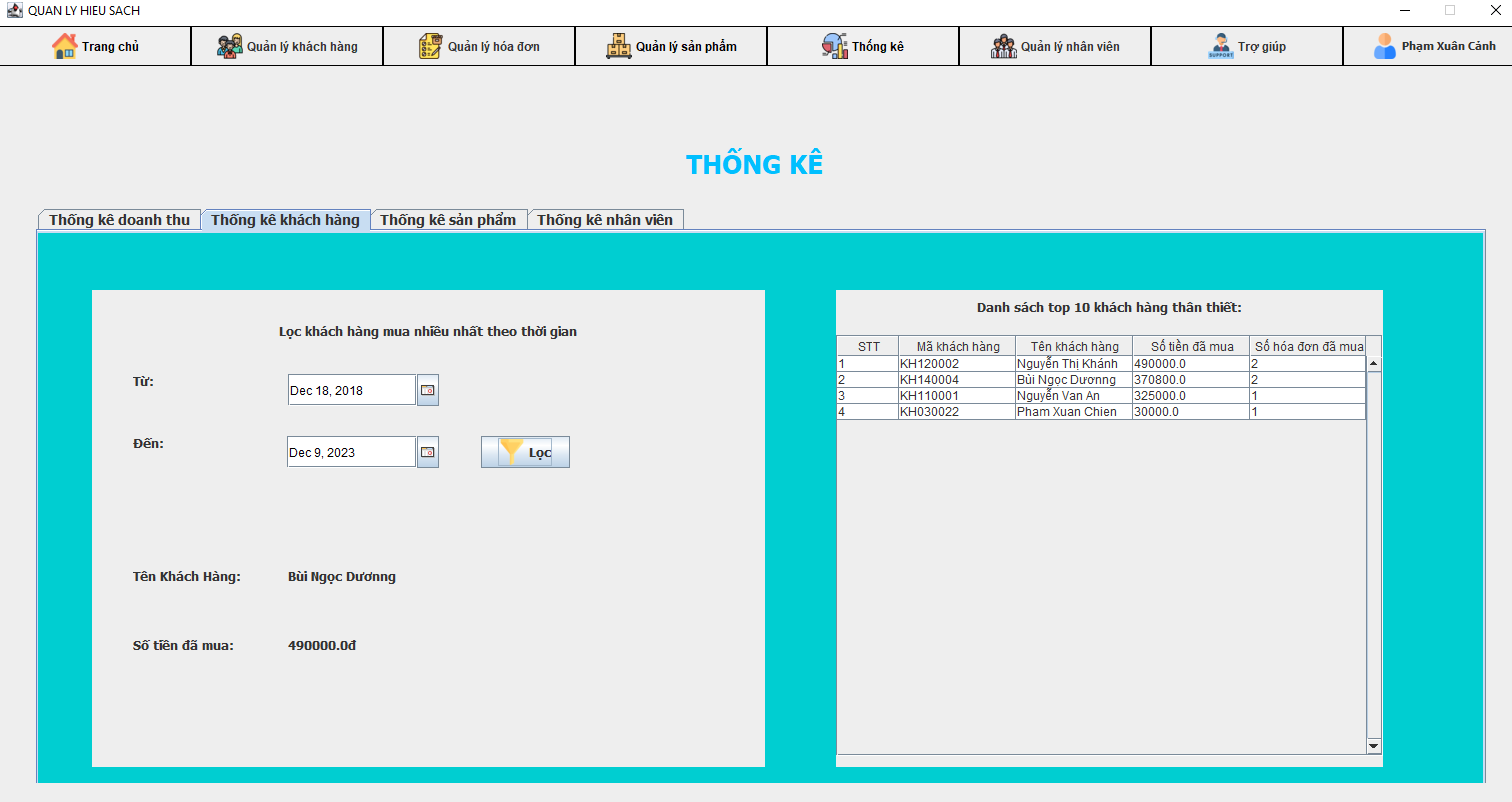 QUAN LY HIEU SACH
Trang chủ Quản lý khách hàng Quản lý hóa đơn Quản lý sản phẩm Thống kê Quản lý nhân viên SUPPORT Trợ giúp Phạm Xuân Cảnh
THỐNG KÊ
Thống kê doanh thu Thống kê khách hàng Thống kê sản phẩm Thống kê nhân viên
Lọc khách hàng mua nhiều nhất theo thời gian
Từ: Dec 18, 2018
Đến: Dec 9, 2023 Lọc
Tên Khách Hàng: Bùi Ngọc Dươnng
Số tiền đã mua: 490000.0đ
Danh sách top 10 khách hàng thân thiết:
STT Mã khách hàng Tên khách hàng Số tiền đã mua Số hóa đơn đã mua
1 KH120002 Nguyễn Thị Khánh 490000.0 2
2 KH140004 Bùi Ngọc Dươnng 370800.0 2
3 KH110001 Nguyễn Van An 325000.0 1
4 KH030022 Pham Xuan Chien 30000.0 1